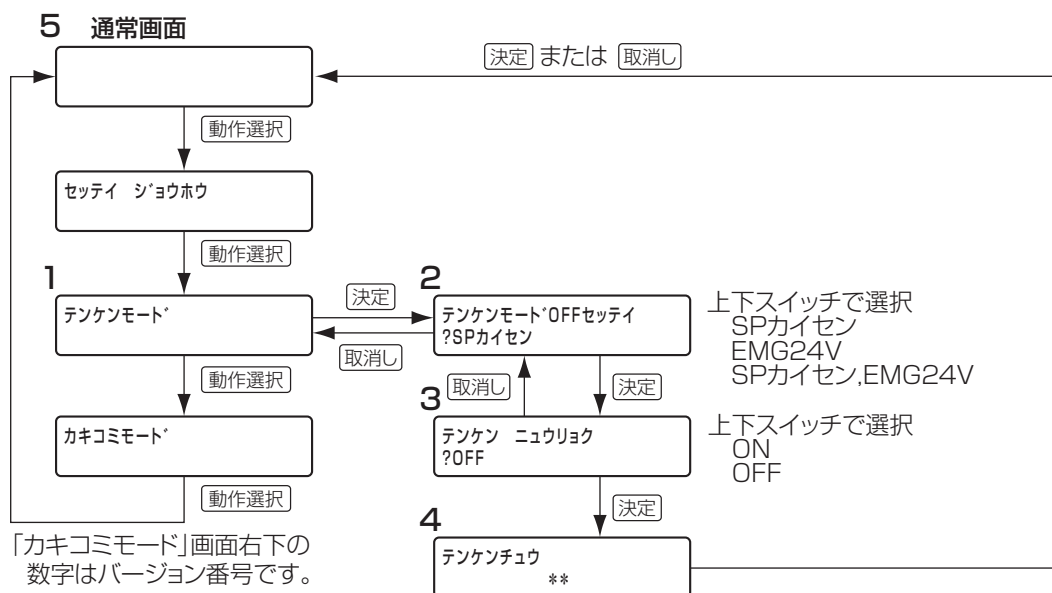 5 通常画面
決定 または 取消し
動作選択
セッテイ ジョウホウ
動作選択
1
テンケンモード
決定
取消し
動作選択
カキコミモード
動作選択
「カキコミモード」画面右下の
数字はバージョン番号です。
2
テンケンモードOFFセッテイ
?SPカイセン
上下スイッチで選択
SPカイセン
EMG24V
SPカイセン,EMG24V
取消し
決定
3
テンケン ニュウリョク
?OFF
上下スイッチで選択
ON
OFF
決定
4
テンケンチュウ
**